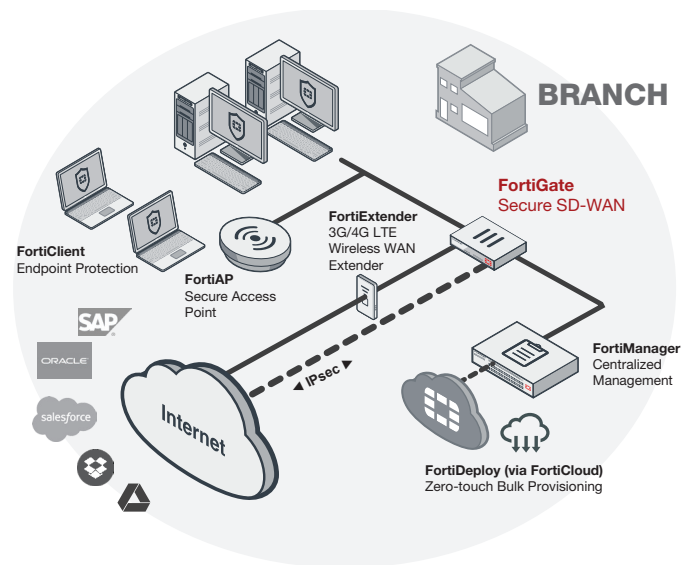 BRANCH
FortiGate
Secure SD-WAN
FortiExtender
3G/4G LTE
Wireless WAN
Extender
FortiClient
Endpoint Protection
FortiAP
Secure Access
Point
SAP
ORACLE
salesforce
Internet
IPsec
FortiManager
Centralized
Management
FortiDeploy (via FortiCloud)
Zero-touch Bulk Provisioning